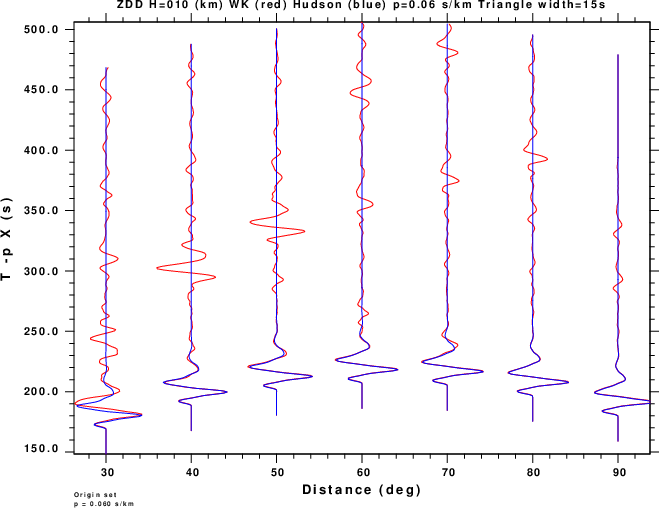 ZDD H=010 (km) WK (red) Hudson (blue) p=0.06 s/km Triangle width=15s
500.0
450.0
400.0
350.0
300.0
250.0
200.0
150.0
T -p X (s)
30 40 50 60 70 80 90
Distance (deg)
Origin set
p = 0.060 s/km